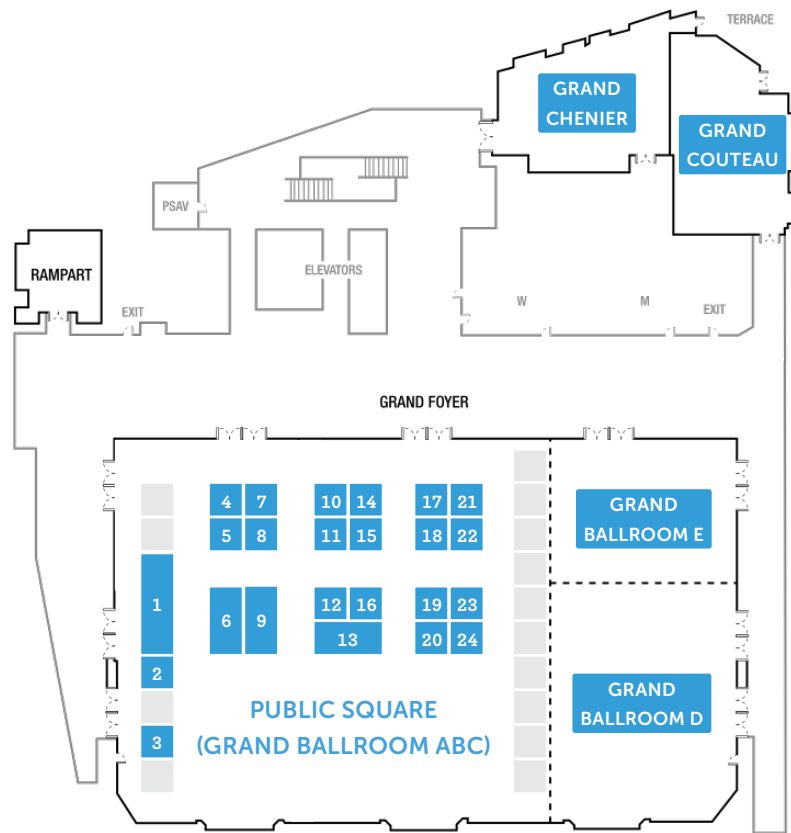 TERRACE
GRAND
CHENIER
GRAND
COUTEAU
PSAV
RAMPART
ELEVATORS
EXIT
W
M
EXIT
GRAND FOYER
4 7 10 14 17 21
5 8 11 15 18 22
GRAND
BALLROOM E
1
6 9 12 16 19 23
13 20 24
2
3
PUBLIC SQUARE
(GRAND BALLROOM ABC)
GRAND
BALLROOM D